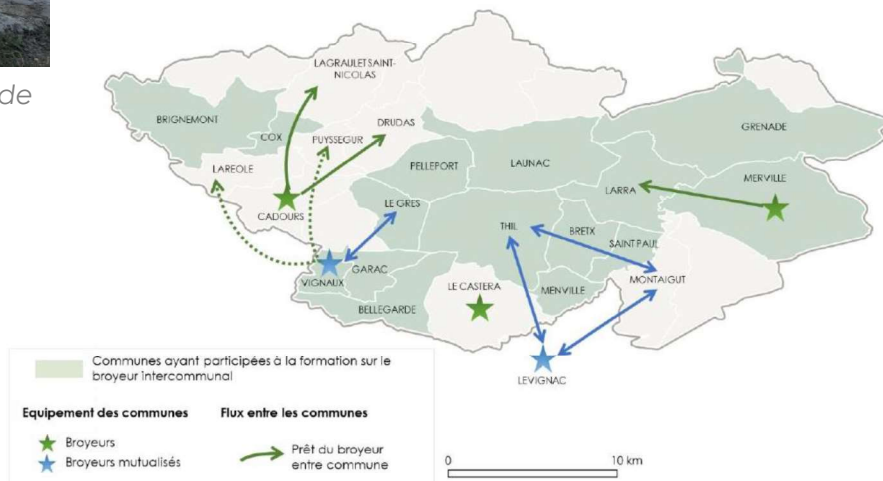 de
LAGRAULET SAINT-
NICOLAS
BRIGNEMONT
COX
PUYSSEGUR
DRUDAS
GRENADE
LAREOLE
PELLEPORT
LAUNAC
MERVILLE
LARRA
CADOURS
LE GRES
THIL
BRETX
SAINT PAUL
GARAC
VIGNAUX
MONTAIGUT
LE CASTERA
MENVILLE
BELLEGARDE
LEVIGNAC
Communes ayant participées à la formation sur le
broyeur intercommunal
Equipement des communes
Flux entre les communes
Broyeurs
Broyeurs mutualisés
Prêt du broyeur
entre commune
0
10 km